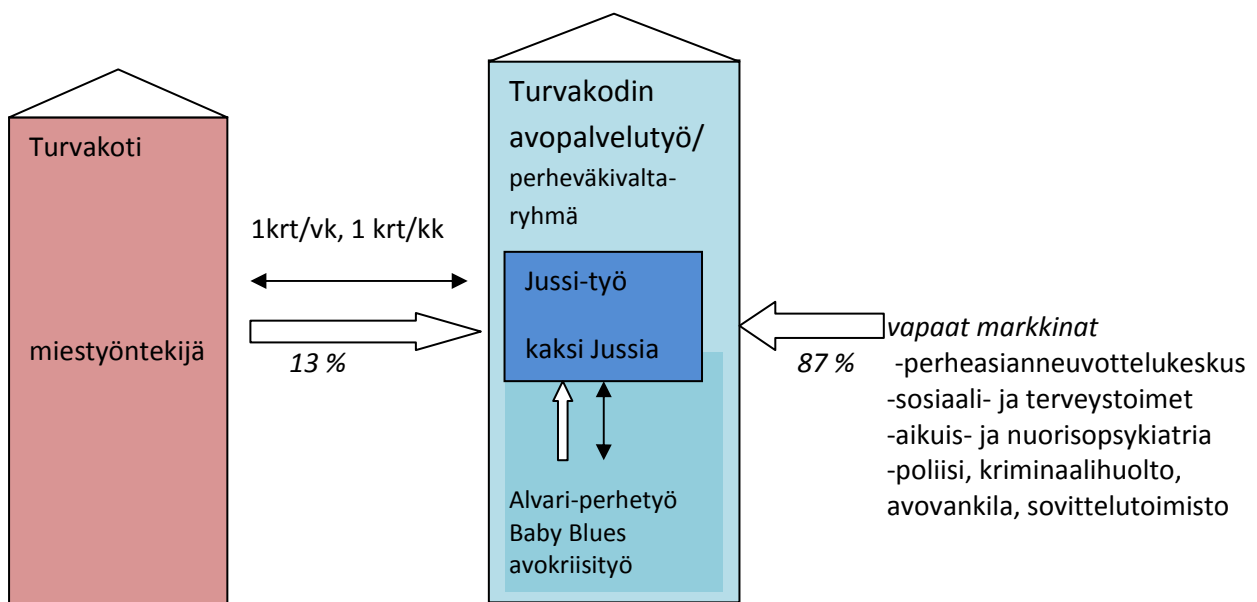 Turvakoti
miestyöntekijä
1krt/vk, 1 krt/kk
13 %
Turvakodin
avopalvelutyö/
perheväkivalta-
ryhmä
Jussi-työ
kaksi Jussia
Alvari-perhetyö
Baby Blues
avokriisityö
87 %
vapaat markkinat
-perheasianneuvottelukeskus
-sosiaali- ja terveystoimet
-aikuis- ja nuorisopsykiatria
-poliisi, kriminaalihuolto,
avovankila, sovittelutoimisto